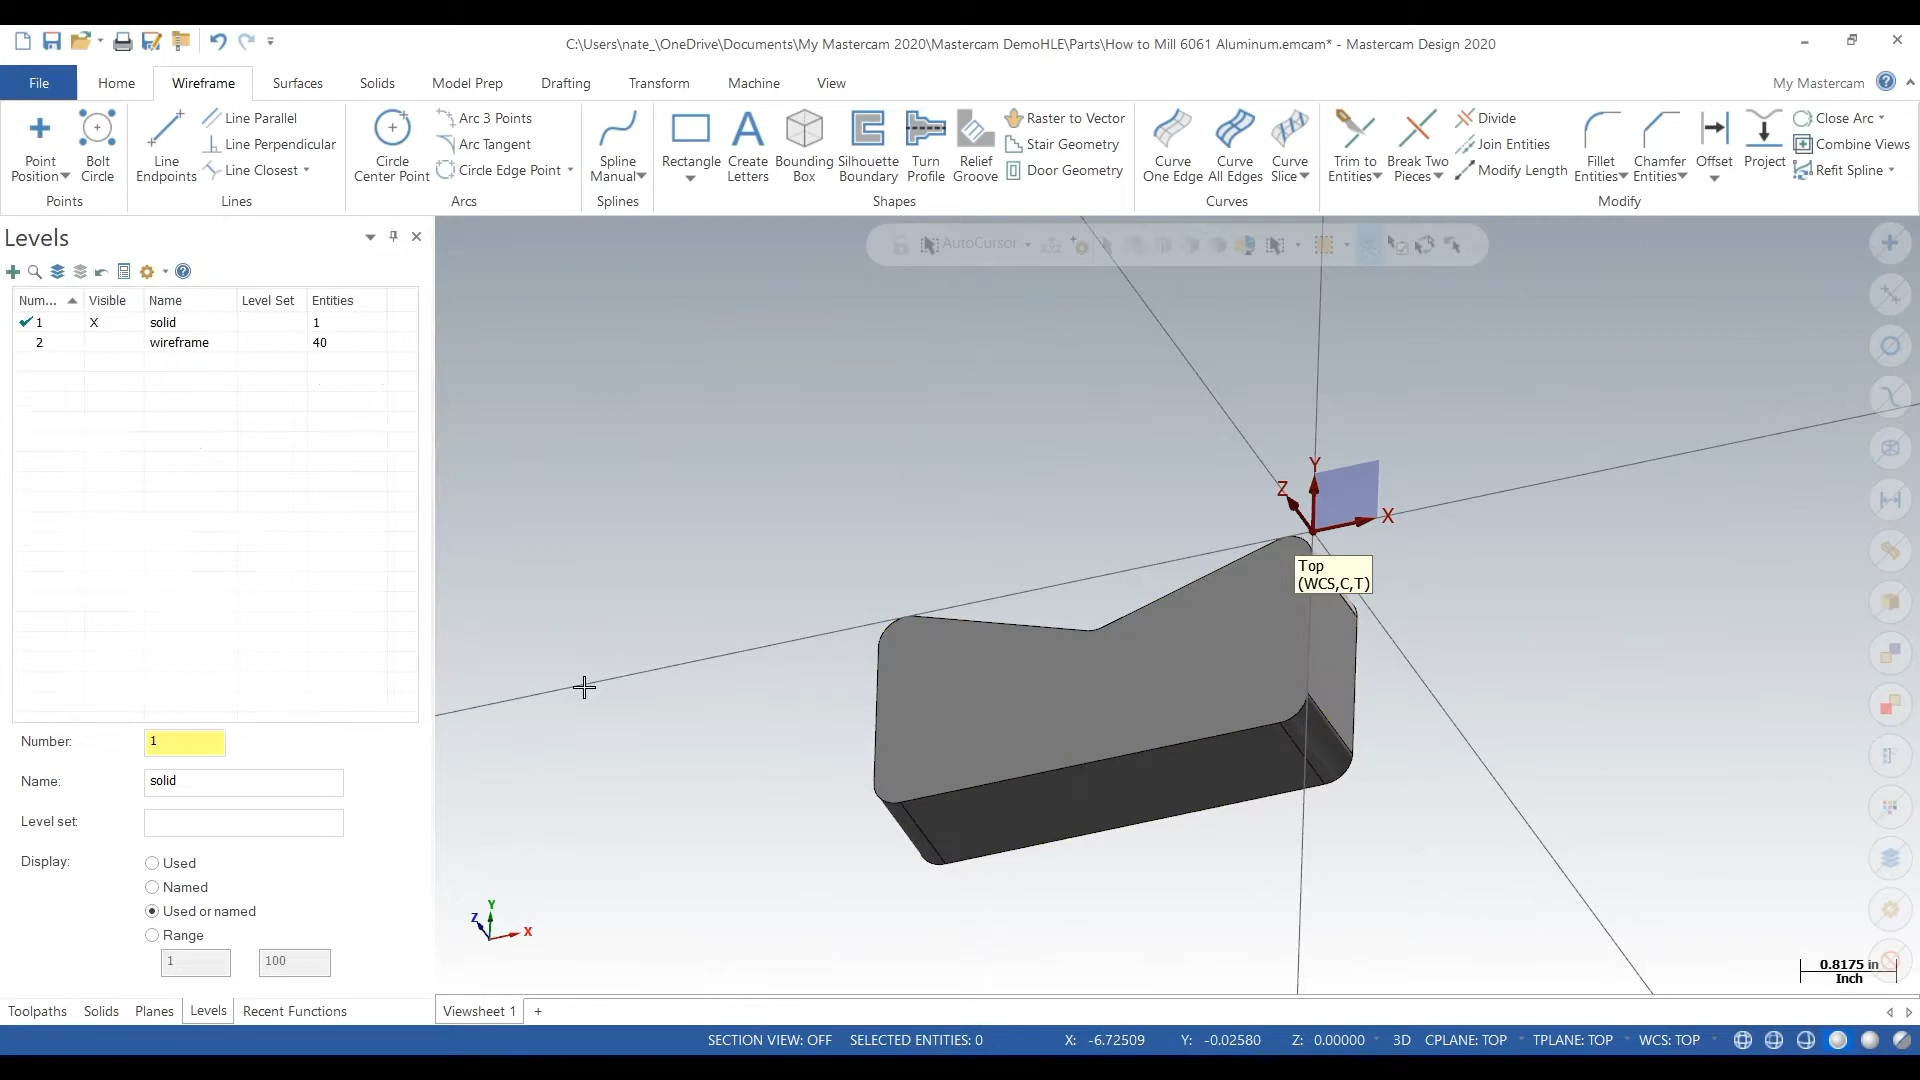 C:\Users\nate_\OneDrive\Documents\My Mastercam 2020\Mastercam DemoHLE\Parts\How to Mill 6061 Aluminum.emcam* - Mastercam Design 2020
File Home Wireframe Surfaces Solids Model Prep Drafting Transform Machine View My Mastercam
Point Position
Bolt Circle
Points
Line Endpoints
Line Parallel
Line Perpendicular
Line Closest
Lines
Circle Center Point
Arc 3 Points
Arc Tangent
Circle Edge Point
Arcs
Spline Manual
Splines
Rectangle
Create Letters
Bounding Box
Silhouette Boundary
Turn Profile
Relief Groove
Raster to Vector
Stair Geometry
Door Geometry
Shapes
Curve One Edge
Curve All Edges
Curve Slice
Curves
Trim to Entities
Break Two Pieces
Divide
Join Entities
Modify Length
Fillet Entities
Chamfer Entities
Offset
Project
Close Arc
Combine Views
Refit Spline
Modify
Levels
Num... Visible Name Level Set Entities
1 X solid 1
2 wireframe 40
Number: 1
Name: solid
Level set:
Display:
Used
Named
Used or named
Range
1 100
Toolpaths Solids Planes Levels Recent Functions
AutoCursor
Y
Z
X
Top
(WCS,C,T)
Y
Z
X
0.8175 in
Inch
Viewsheet 1 +
SECTION VIEW: OFF SELECTED ENTITIES: 0 X: -6.72509 Y: -0.02580 Z: 0.00000 3D CPLANE: TOP TPLANE: TOP WCS: TOP